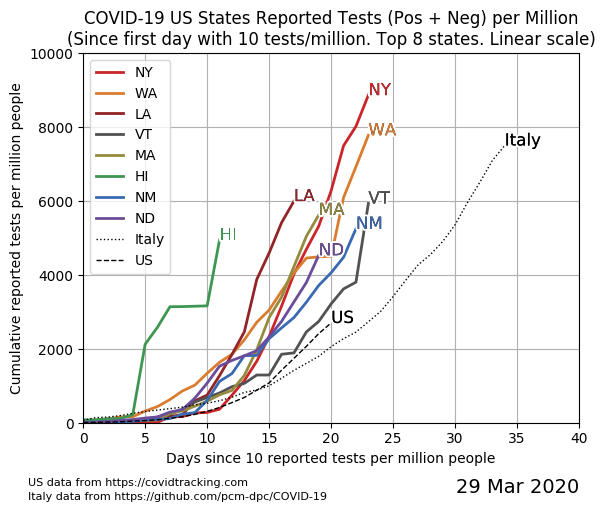 COVID-19 US States Reported Tests (Pos + Neg) per Million
(Since first day with 10 tests/million. Top 8 states. Linear scale)
Cumulative reported tests per million people
10000
8000
6000
4000
2000
0
NY
WA
LA
VT
MA
HI
NM
ND
Italy
US
NY
WA
Italy
LA
VT
MA
NM
HI
ND
US
0 5 10 15 20 25 30 35 40
Days since 10 reported tests per million people
US data from https://covidtracking.com
Italy data from https://github.com/pcm-dpc/COVID-19
29 Mar 2020